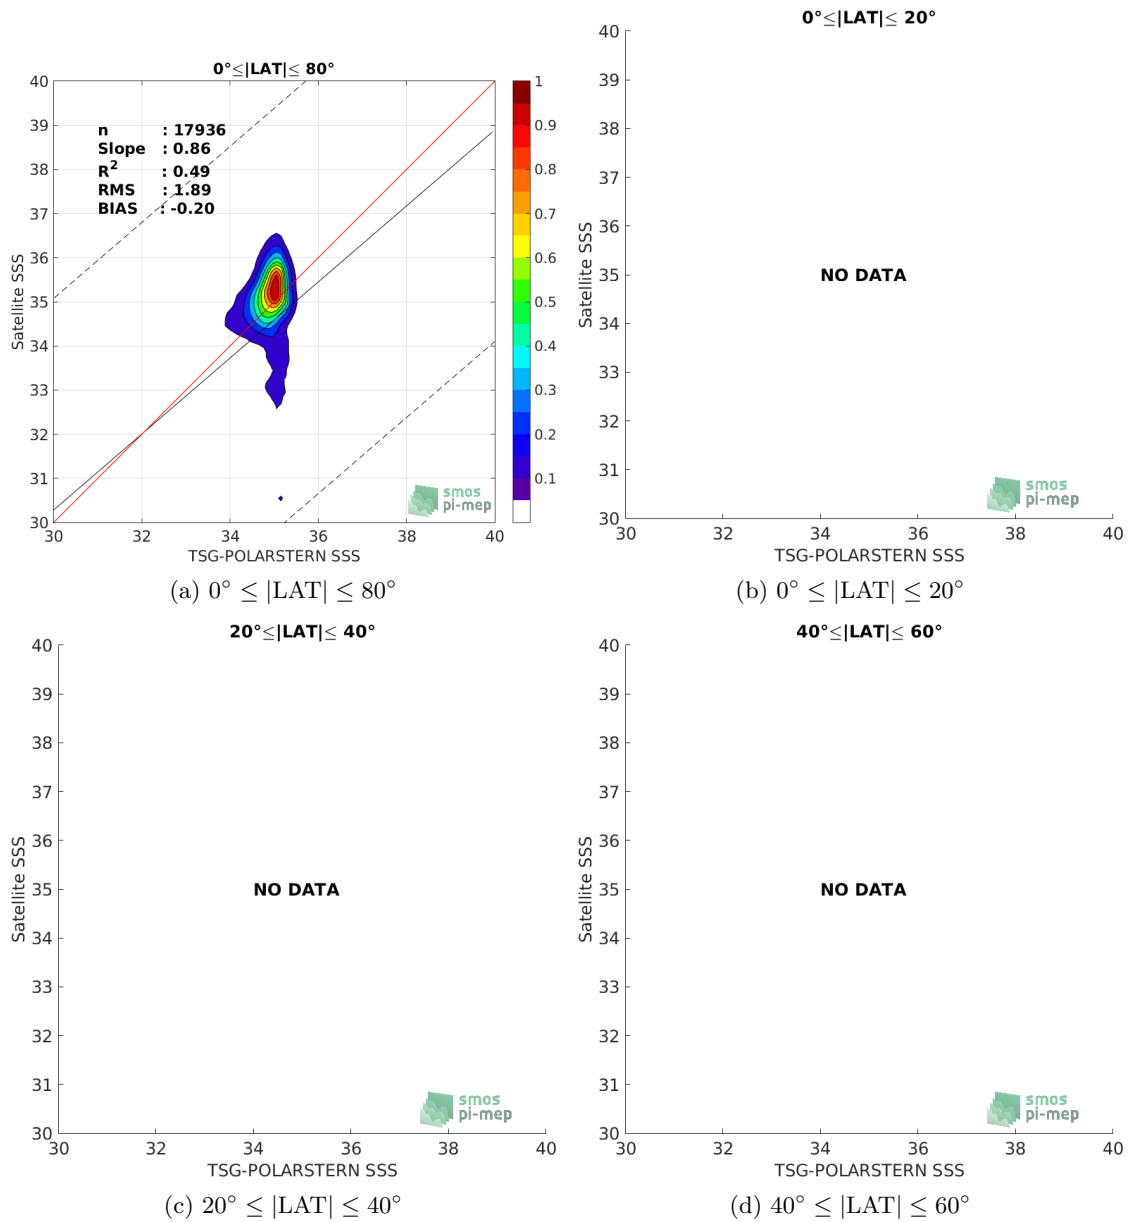 0°≤|LAT|≤ 80°
40
39
38
37
36
35
34
33
32
31
30
Satellite SSS
n : 17936
Slope : 0.86
R2 : 0.49
RMS : 1.89
BIAS : -0.20
smos
pi-mep
30 32 34 36 38 40
TSG-POLARSTERN SSS
1
0.9
0.8
0.7
0.6
0.5
0.4
0.3
0.2
0.1
(a) 0° ≤ |LAT| ≤ 80°
0°≤|LAT|≤ 20°
40
39
38
37
36
35
34
33
32
31
30
Satellite SSS
NO DATA
smos
pi-mep
30 32 34 36 38 40
TSG-POLARSTERN SSS
(b) 0° ≤ |LAT| ≤ 20°
20°≤|LAT|≤ 40°
40
39
38
37
36
35
34
33
32
31
30
Satellite SSS
NO DATA
smos
pi-mep
30 32 34 36 38 40
TSG-POLARSTERN SSS
(c) 20° ≤ |LAT| ≤ 40°
40°≤|LAT|≤ 60°
40
39
38
37
36
35
34
33
32
31
30
Satellite SSS
NO DATA
smos
pi-mep
30 32 34 36 38 40
TSG-POLARSTERN SSS
(d) 40° ≤ |LAT| ≤ 60°